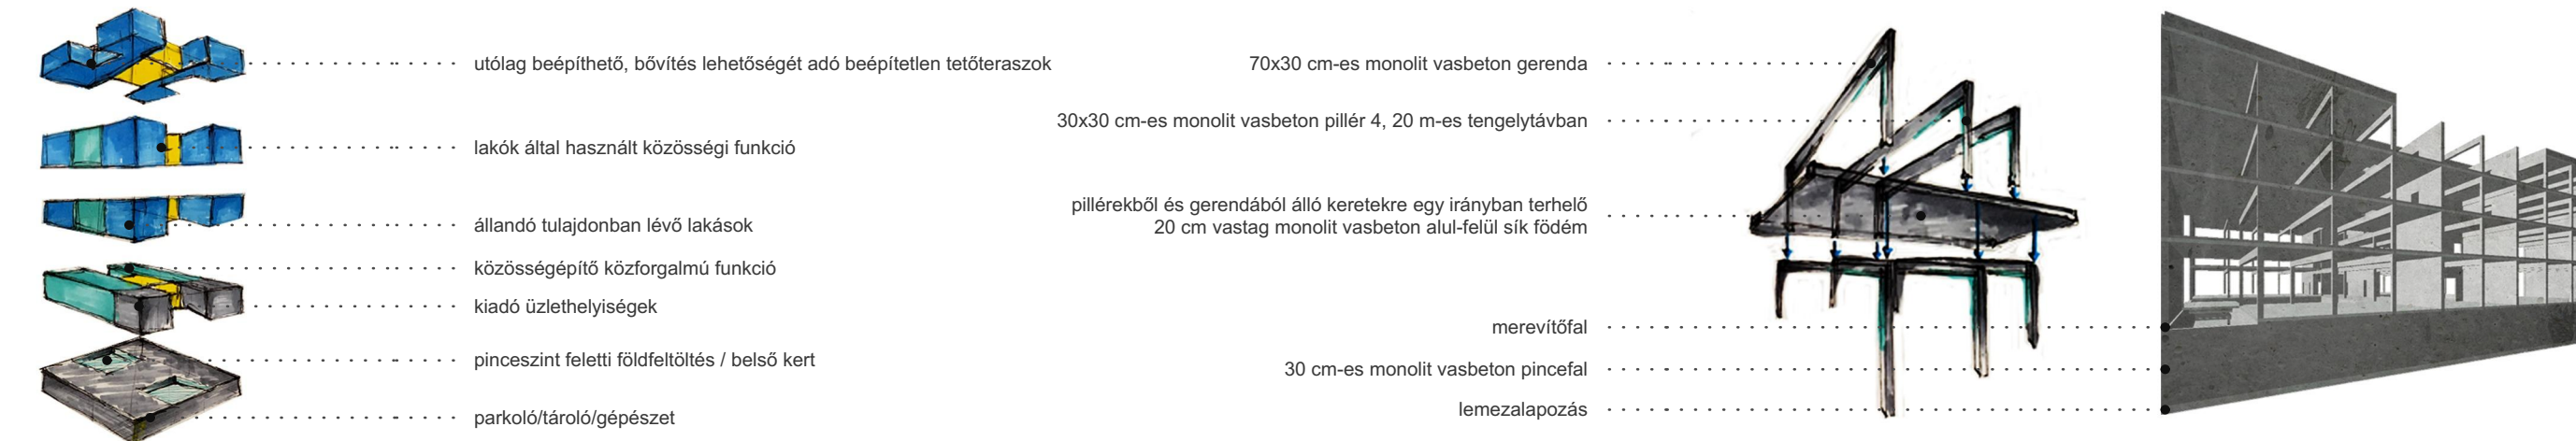 utólag beépíthető, bővítés lehetőségét adó beépítetlen tetőteraszok
lakók által használt közösségi funkció
állandó tulajdonban lévő lakások
közösségépítő közforgalmú funkció
kiadó üzlethelyiségek
pinceszint feletti földfeltöltés / belső kert
parkoló/tároló/gépészet
70x30 cm-es monolit vasbeton gerenda
30x30 cm-es monolit vasbeton pillér 4, 20 m-es tengelytávban
pillérekből és gerendából álló keretekre egy irányban terhelő
20 cm vastag monolit vasbeton alul-felül sík födém
merevítőfal
30 cm-es monolit vasbeton pincefal
lemezalapozás